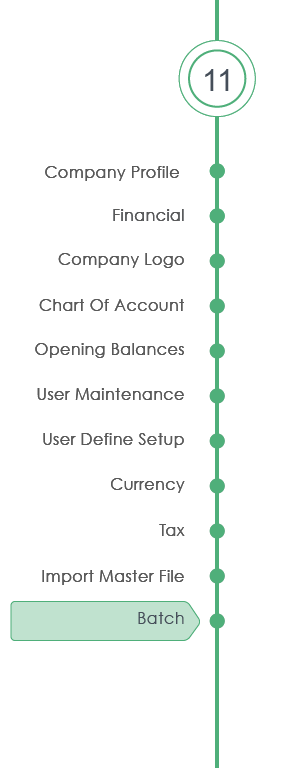 11
Company Profile
Financial
Company Logo
Chart Of Account
Opening Balances
User Maintenance
User Define Setup
Currency
Tax
Import Master File
Batch